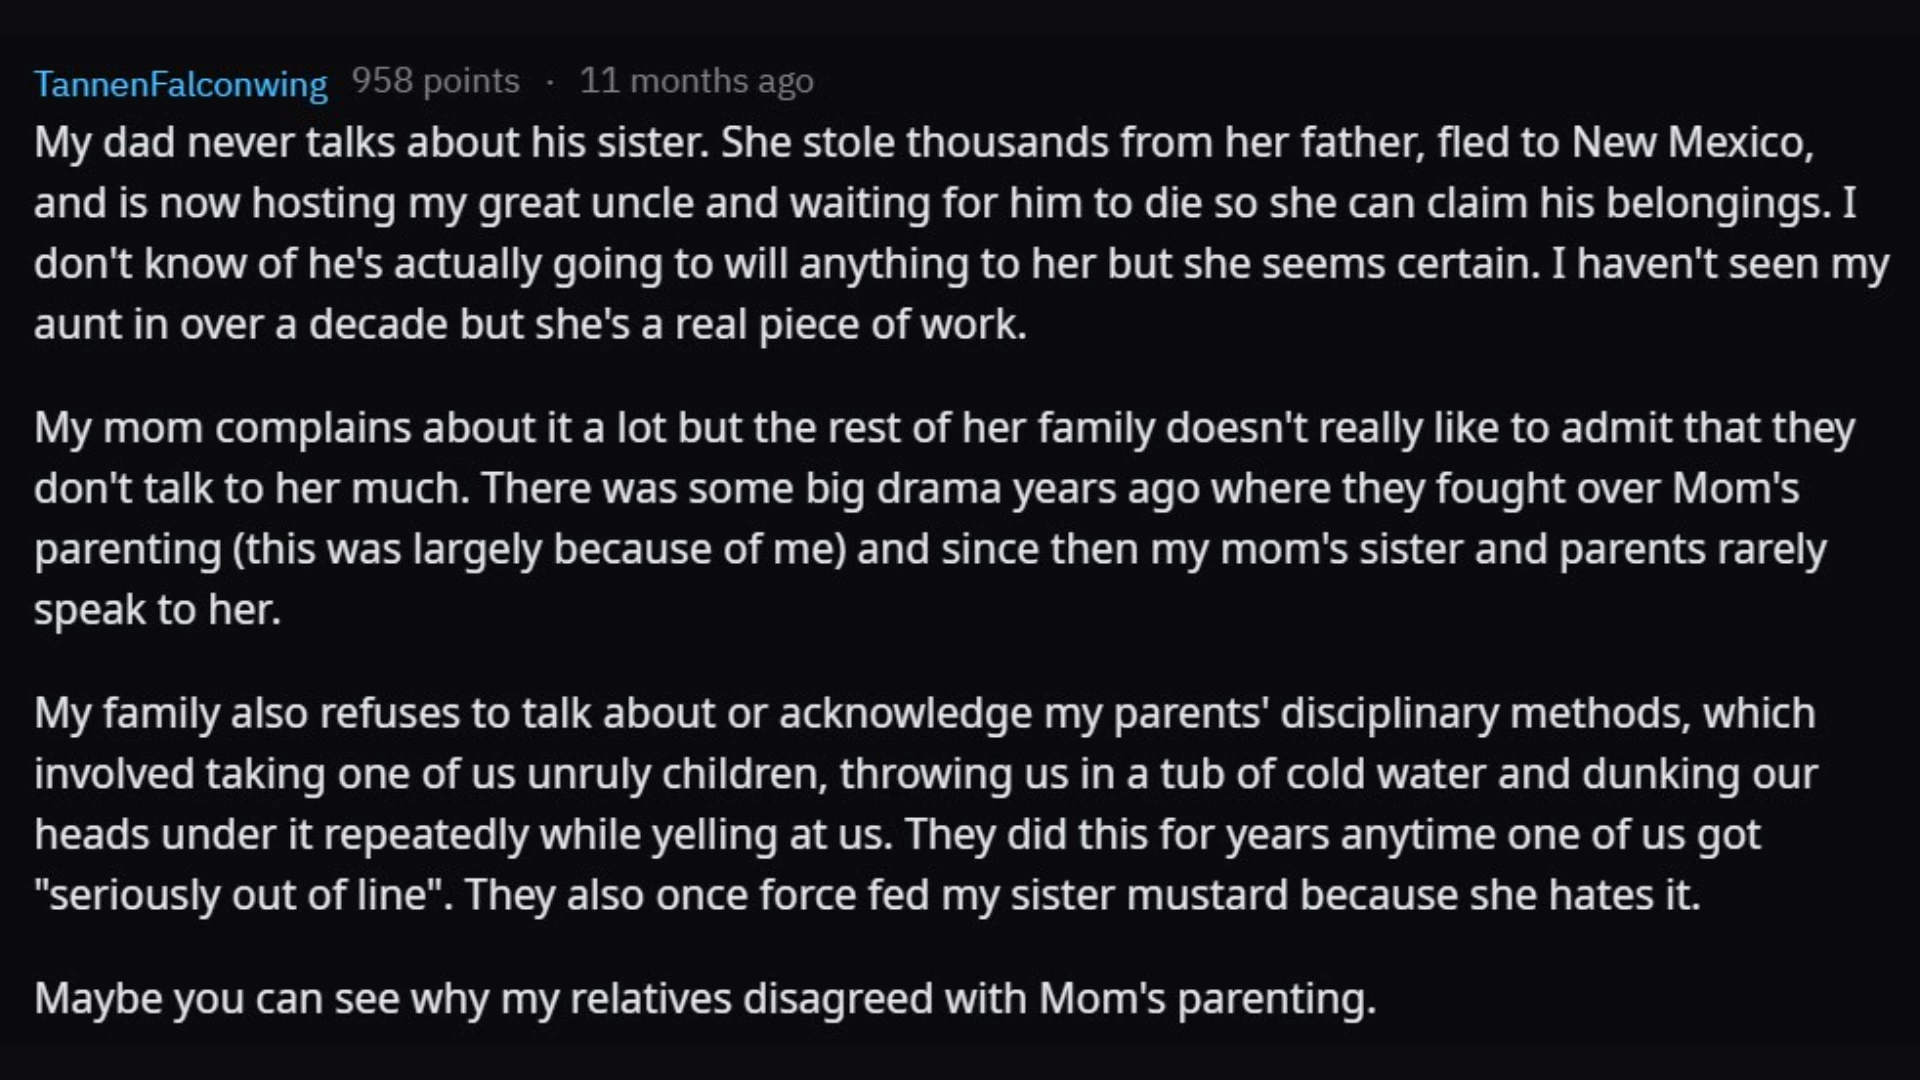 TannenFalconwing 958 points · 11 months ago
My dad never talks about his sister. She stole thousands from her father, fled to New Mexico,
and is now hosting my great uncle and waiting for him to die so she can claim his belongings. I
don't know of he's actually going to will anything to her but she seems certain. I haven't seen my
aunt in over a decade but she's a real piece of work.
My mom complains about it a lot but the rest of her family doesn't really like to admit that they
don't talk to her much. There was some big drama years ago where they fought over Mom's
parenting (this was largely because of me) and since then my mom's sister and parents rarely
speak to her.
My family also refuses to talk about or acknowledge my parents' disciplinary methods, which
involved taking one of us unruly children, throwing us in a tub of cold water and dunking our
heads under it repeatedly while yelling at us. They did this for years anytime one of us got
"seriously out of line". They also once force fed my sister mustard because she hates it.
Maybe you can see why my relatives disagreed with Mom's parenting.